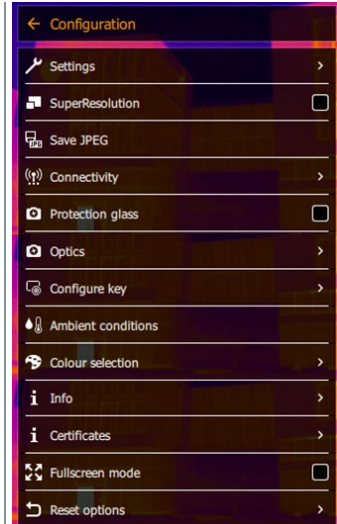 Configuration
Settings
SuperResolution
JPEG Save JPEG
Connectivity
Protection glass
Optics
Configure key
Ambient conditions
Colour selection
i Info
i Certificates
Fullscreen mode
Reset options